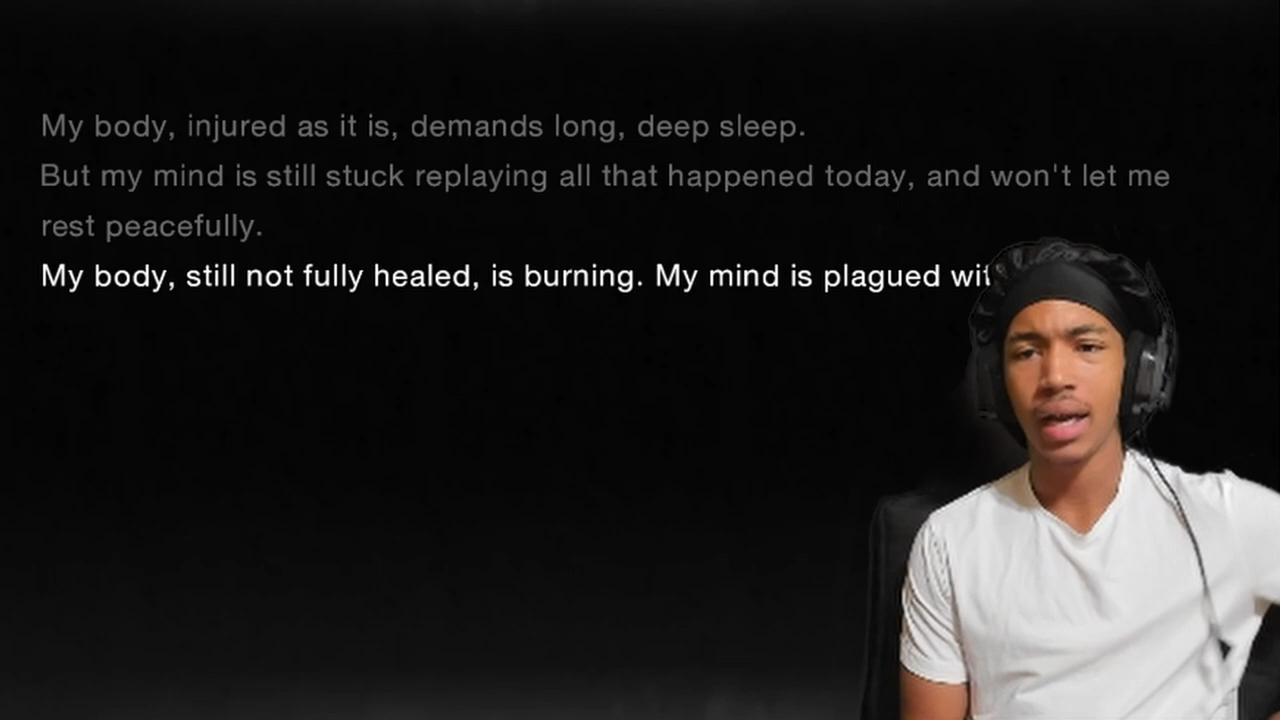 My body, injured as it is, demands long, deep sleep.
But my mind is still stuck replaying all that happened today, and won't let me
rest peacefully.
My body, still not fully healed, is burning. My mind is plagued wit